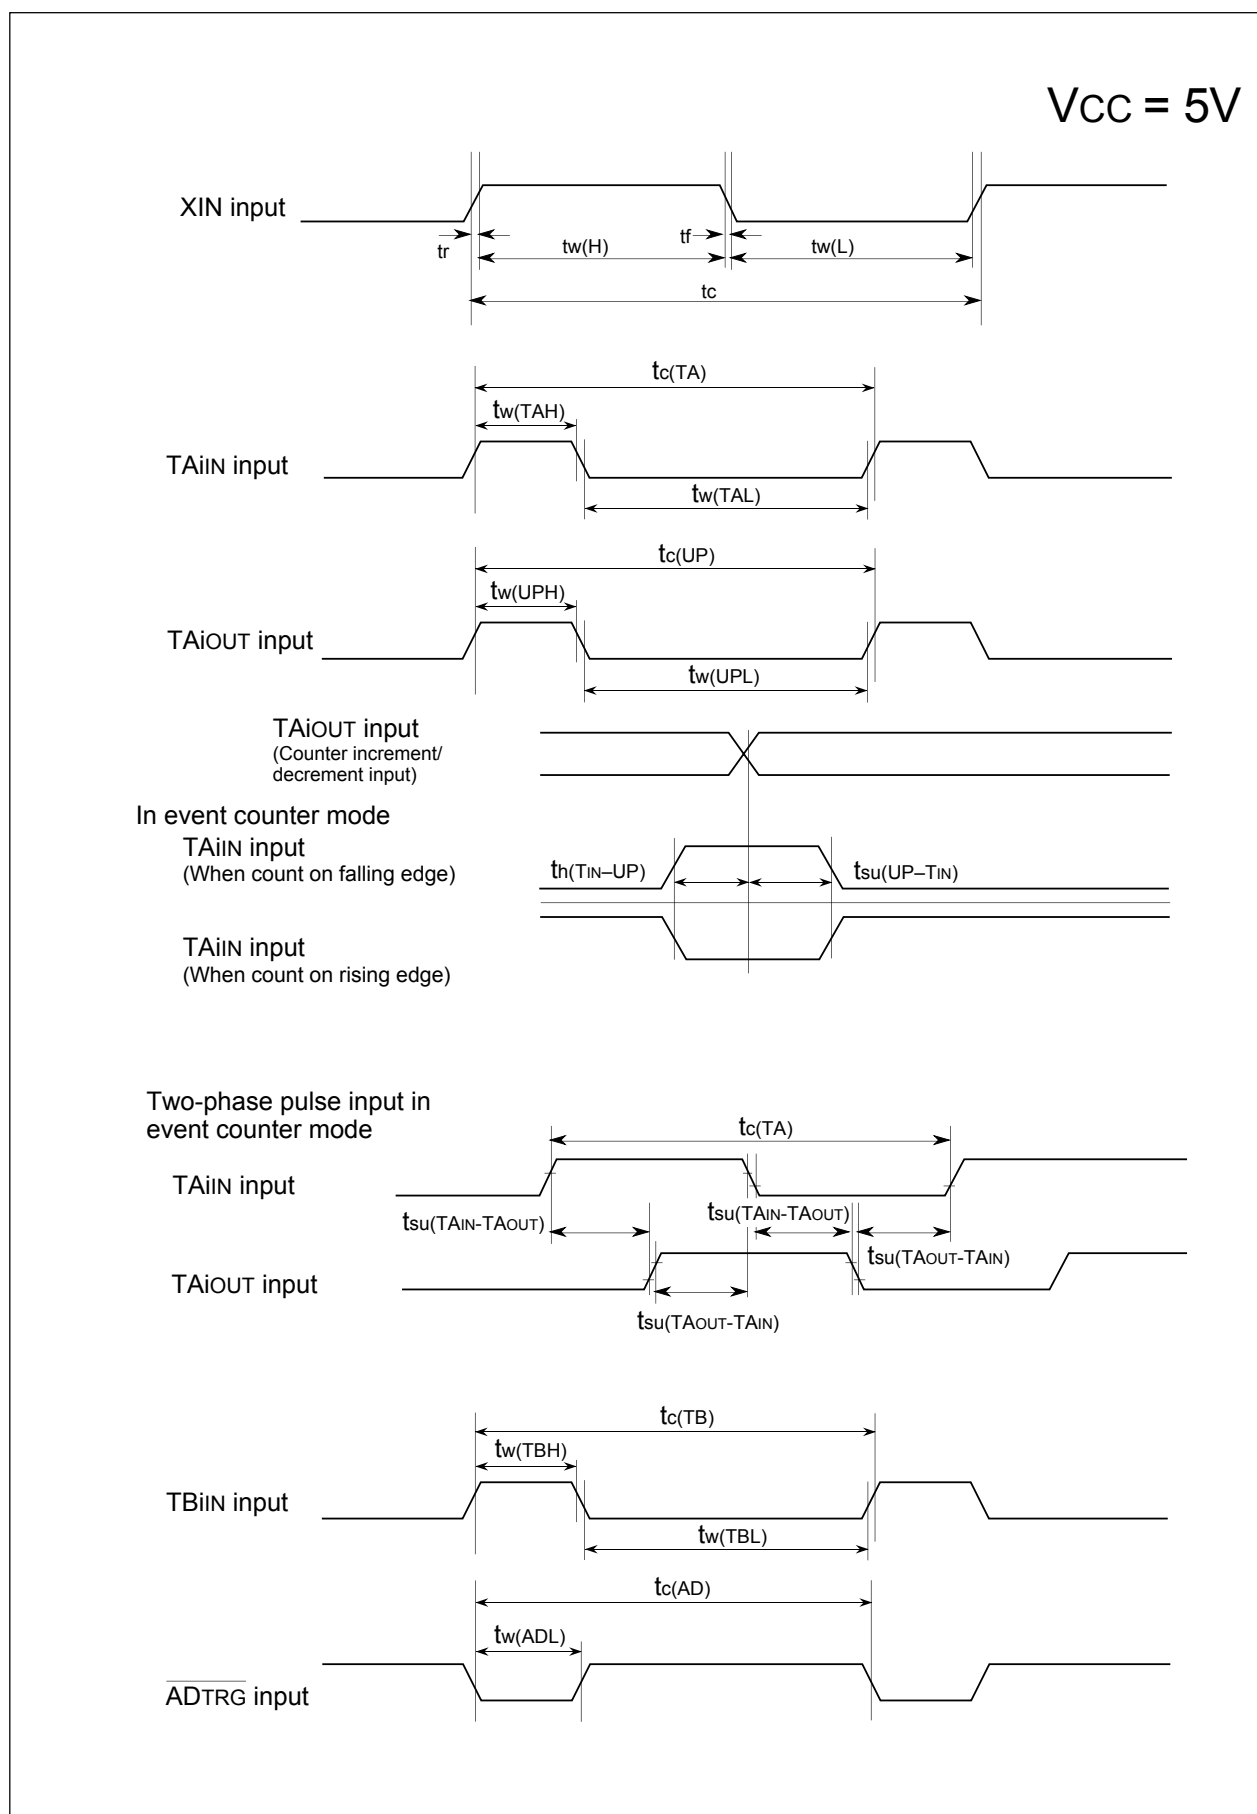 VCC = 5V
XIN input
tr
tw(H)
tf
tw(L)
tc
tc(TA)
tw(TAH)
TAiIN input
tw(TAL)
tc(UP)
tw(UPH)
TAiOUT input
tw(UPL)
TAiOUT input
(Counter increment/
decrement input)
In event counter mode
TAiIN input
(When count on falling edge)
th(TIN–UP)
tsu(UP–TIN)
TAiIN input
(When count on rising edge)
Two-phase pulse input in
event counter mode
tc(TA)
TAiIN input
tsu(TAIN-TAOUT)
tsu(TAIN-TAOUT)
tsu(TAOUT-TAIN)
TAiOUT input
tsu(TAOUT-TAIN)
tc(TB)
tw(TBH)
TBiIN input
tw(TBL)
tc(AD)
tw(ADL)
ADTRG input